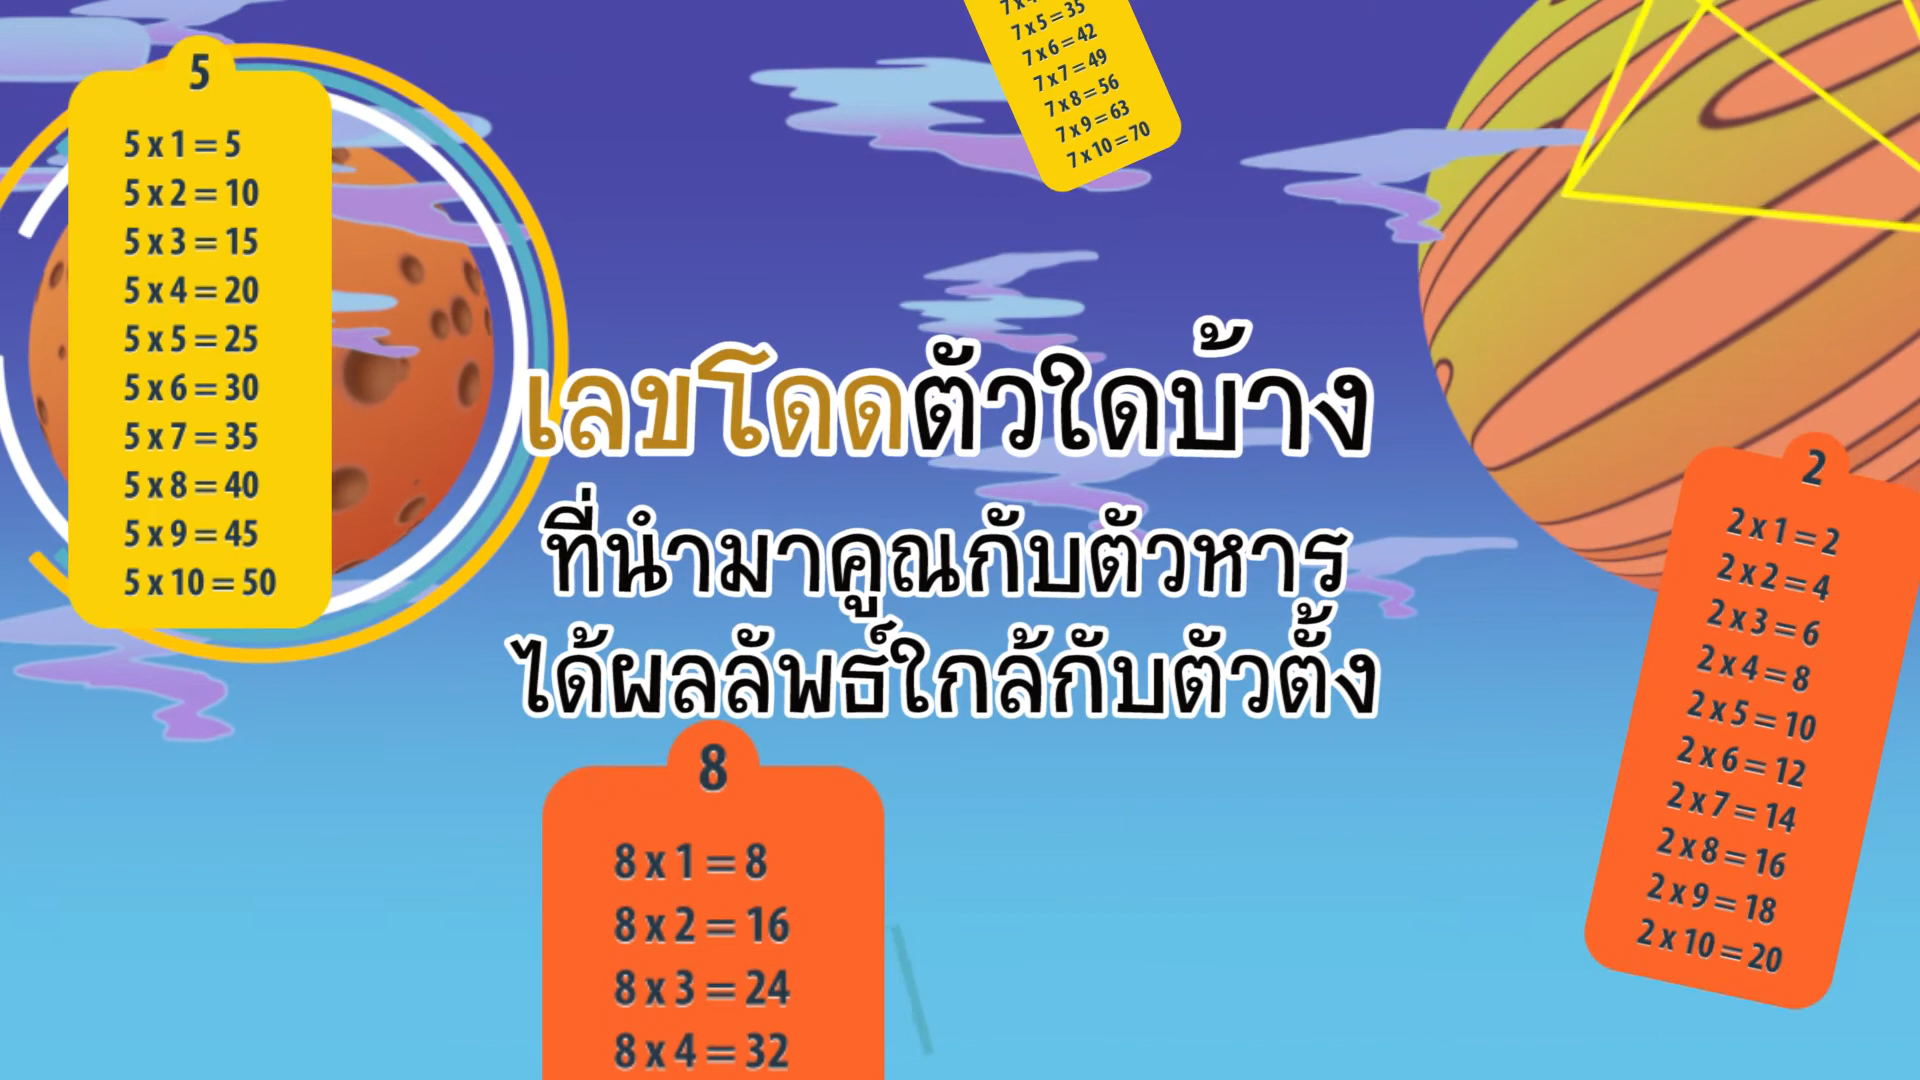 5
5 x 1 = 5
5 x 2 = 10
5 x 3 = 15
5 x 4 = 20
5 x 5 = 25
5 x 6 = 30
5 x 7 = 35
5 x 8 = 40
5 x 9 = 45
5 x 10 = 50
7 x 5 = 35
7 x 6 = 42
7 x 7 = 49
7 x 8 = 56
7 x 9 = 63
7 x 10 = 70
เลขโดดตัวใดบ้าง
ที่นำมาคูณกับตัวหาร
ได้ผลลัพธ์ใกล้กับตัวตั้ง
2
2 x 1 = 2
2 x 2 = 4
2 x 3 = 6
2 x 4 = 8
2 x 5 = 10
2 x 6 = 12
2 x 7 = 14
2 x 8 = 16
2 x 9 = 18
2 x 10 = 20
8
8 x 1 = 8
8 x 2 = 16
8 x 3 = 24
8 x 4 = 32